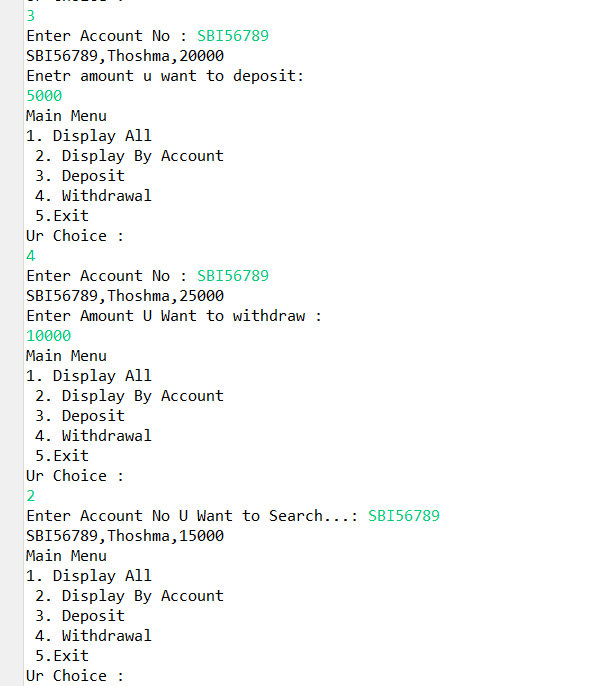 3
Enter Account No : SBI56789
SBI56789,Thoshma,20000
Enetr amount u want to deposit:
5000
Main Menu
1. Display All
 2. Display By Account
 3. Deposit
 4. Withdrawal
 5.Exit
Ur Choice :
4
Enter Account No : SBI56789
SBI56789,Thoshma,25000
Enter Amount U Want to withdraw :
10000
Main Menu
1. Display All
 2. Display By Account
 3. Deposit
 4. Withdrawal
 5.Exit
Ur Choice :
2
Enter Account No U Want to Search...: SBI56789
SBI56789,Thoshma,15000
Main Menu
1. Display All
 2. Display By Account
 3. Deposit
 4. Withdrawal
 5.Exit
Ur Choice :